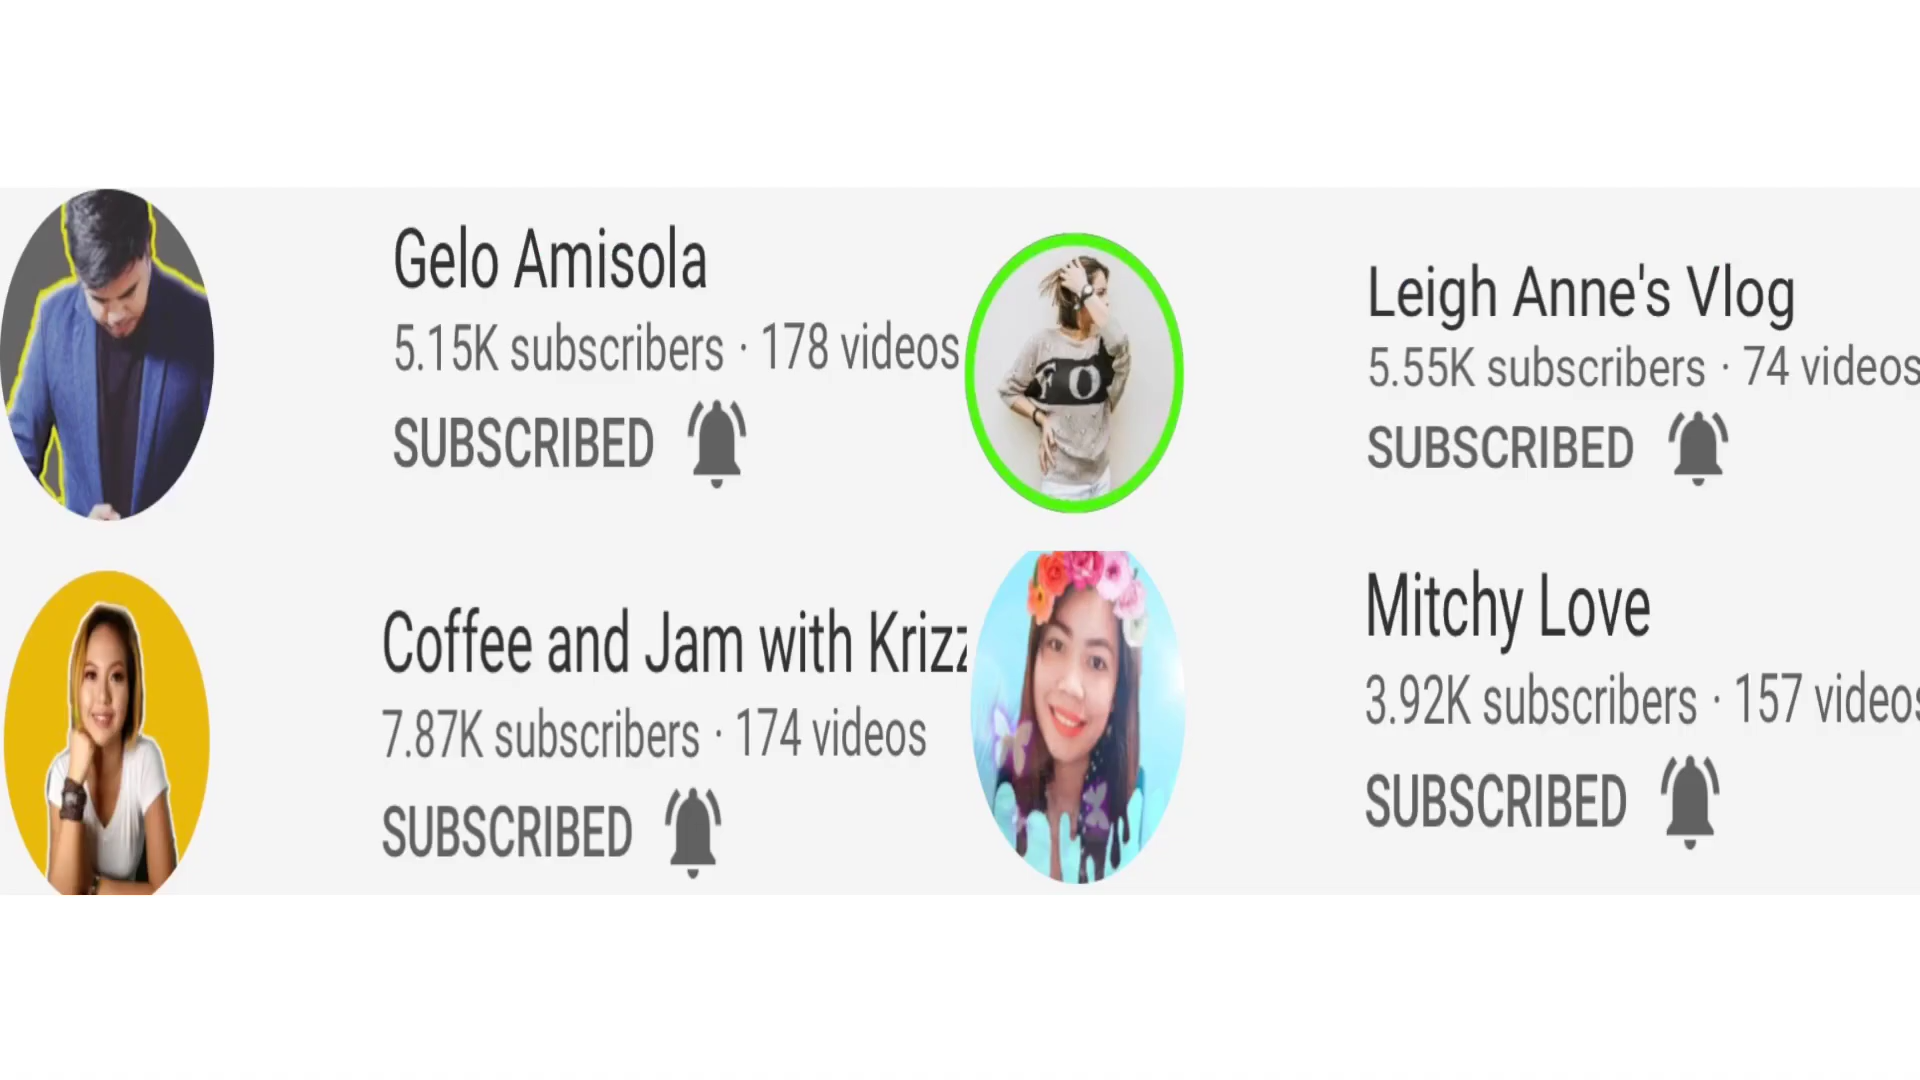 Gelo Amisola
5.15K subscribers · 178 videos
SUBSCRIBED
Leigh Anne's Vlog
5.55K subscribers · 74 videos
SUBSCRIBED
Coffee and Jam with Krizz
7.87K subscribers · 174 videos
SUBSCRIBED
Mitchy Love
3.92K subscribers · 157 videos
SUBSCRIBED
FO